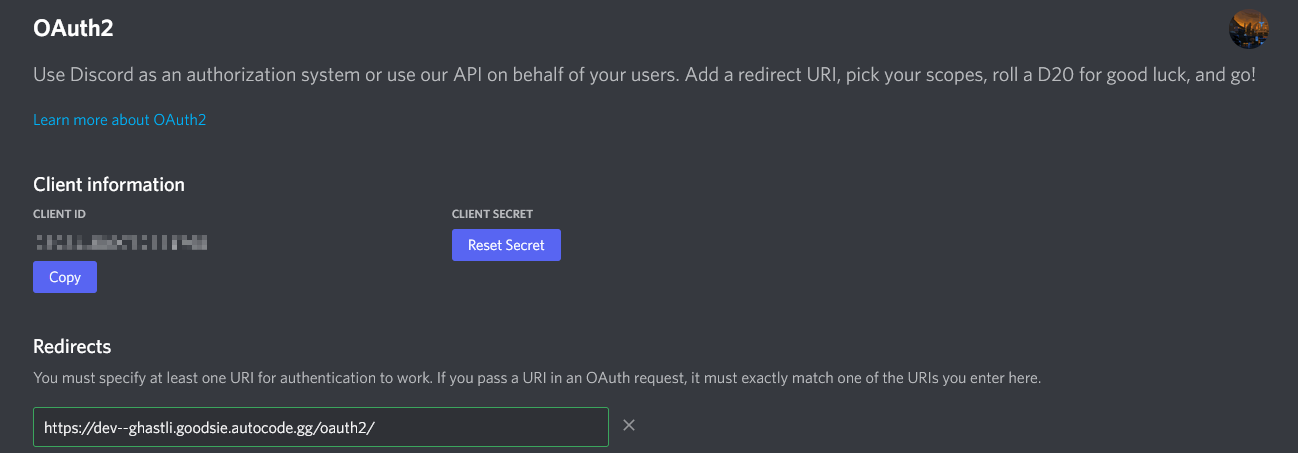 OAuth2
Use Discord as an authorization system or use our API on behalf of your users. Add a redirect URI, pick your scopes, roll a D20 for good luck, and go!
Learn more about OAuth2
Client information
CLIENT ID
CLIENT SECRET
Reset Secret
Copy
Redirects
You must specify at least one URI for authentication to work. If you pass a URI in an OAuth request, it must exactly match one of the URIs you enter here.
https://dev--ghastli.goodsie.autocode.gg/oauth2/